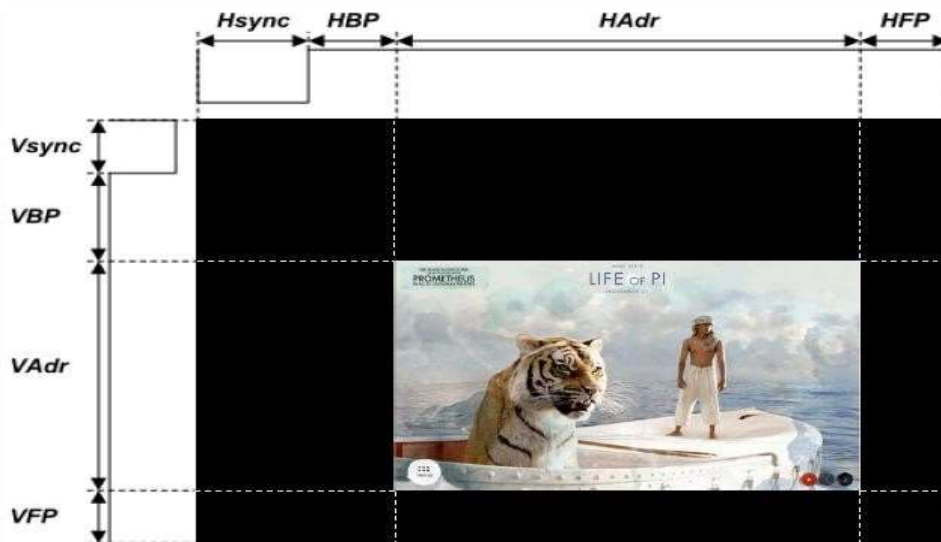 Hsync HBP HAdr HFP
Vsync
VBP
VAdr
VFP
PROMETHEUS
LIFE OF PI